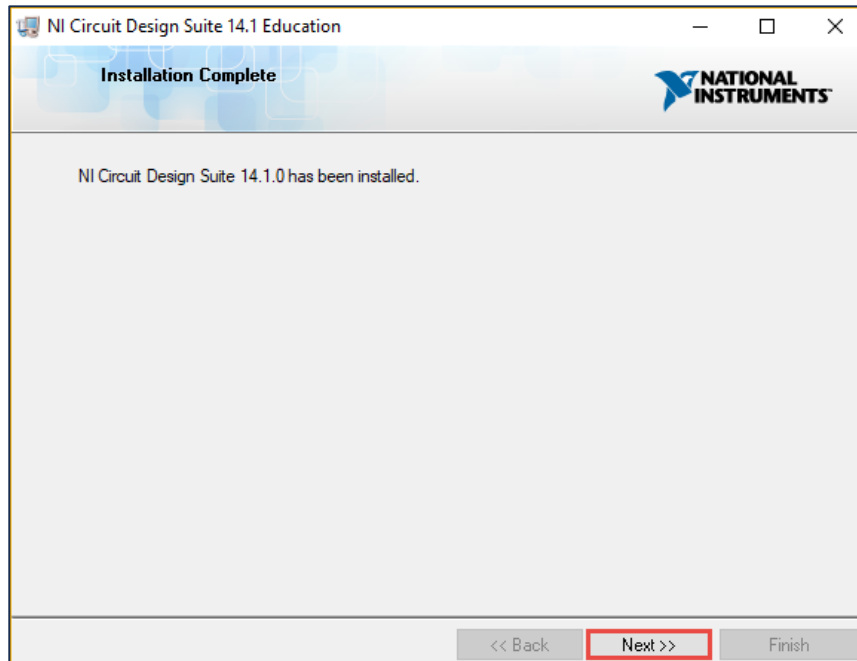 NI Circuit Design Suite 14.1 Education
Installation Complete
NATIONAL
INSTRUMENTS™
NI Circuit Design Suite 14.1.0 has been installed.
<< Back Next >> Finish